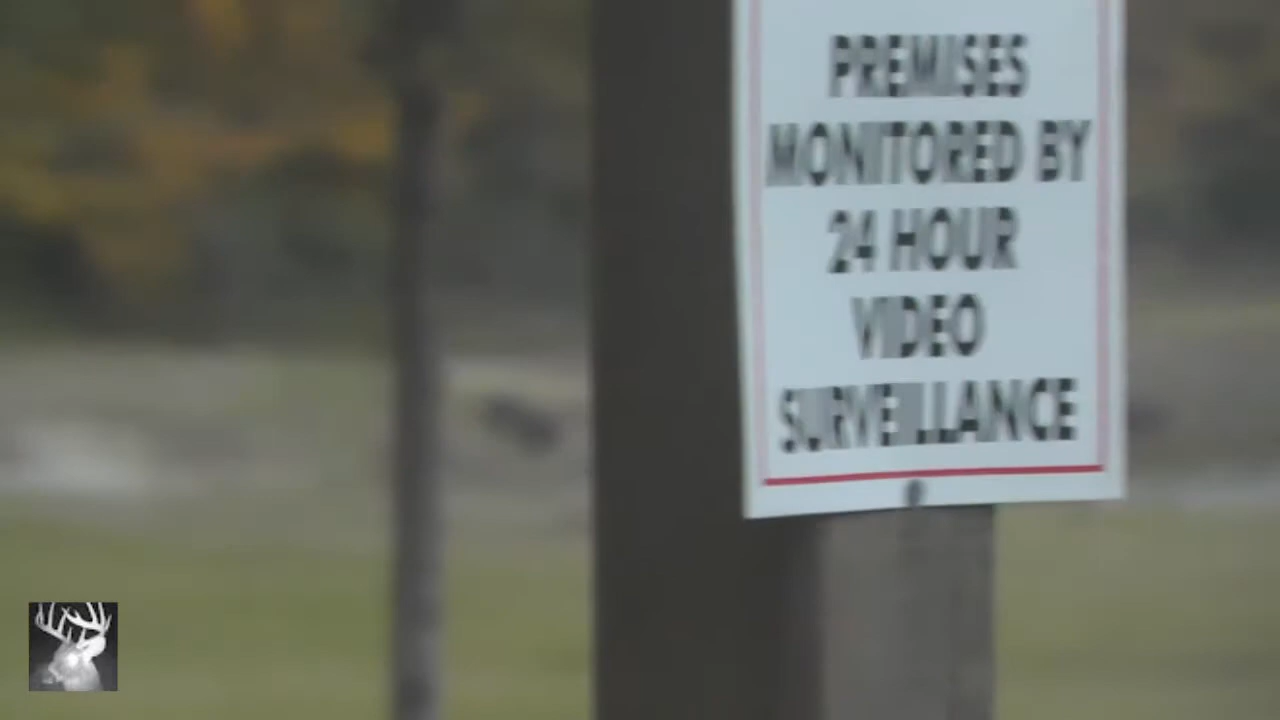 PREMISES
MONITORED BY
24 HOUR
VIDEO
SURVEILLANCE